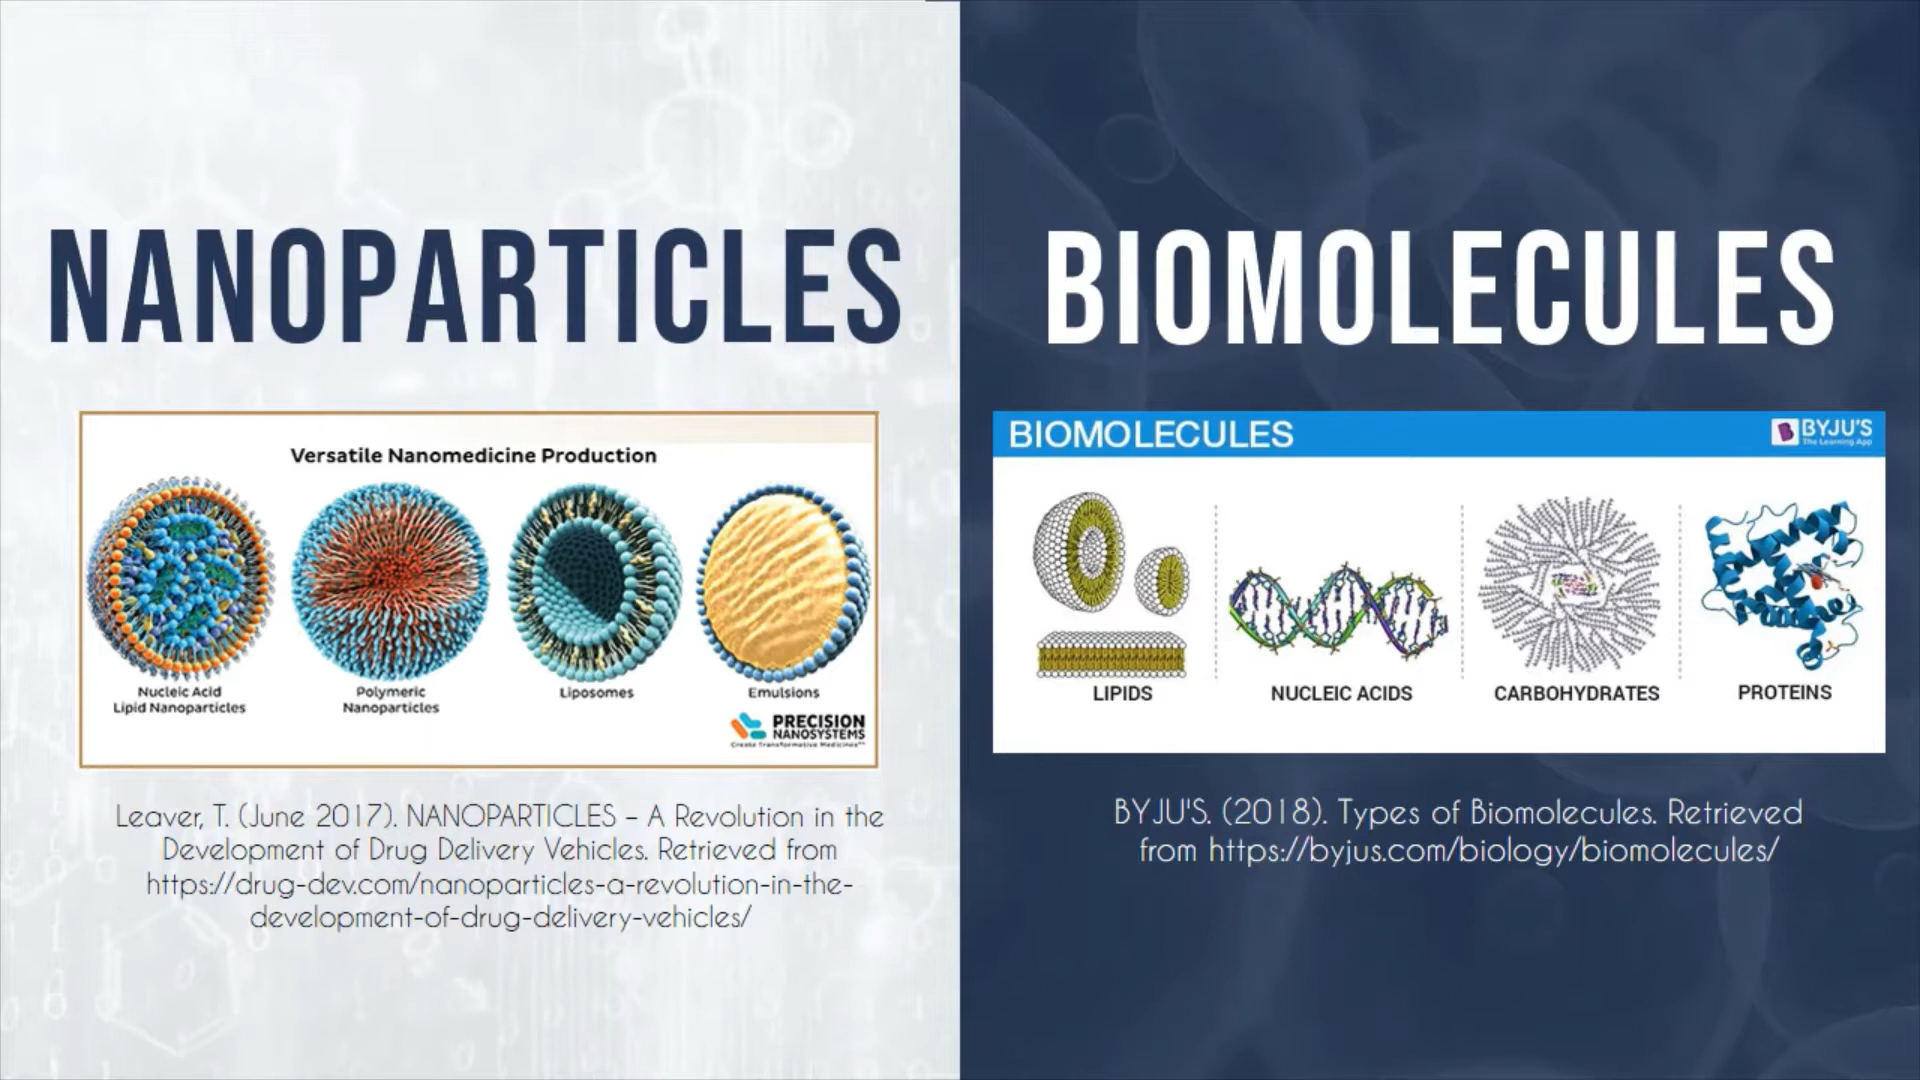 NANOPARTICLES
Versatile Nanomedicine Production
Nucleic Acid
Lipid Nanoparticles
Polymeric
Nanoparticles
Liposomes
Emulsions
PRECISION
NANOSYSTEMS
Create Transformative Medicines™
Leaver, T. (June 2017). NANOPARTICLES – A Revolution in the
Development of Drug Delivery Vehicles. Retrieved from
https://drug-dev.com/nanoparticles-a-revolution-in-the-
development-of-drug-delivery-vehicles/
BIOMOLECULES
BIOMOLECULES
BYJU'S
The Learning App
LIPIDS
NUCLEIC ACIDS
CARBOHYDRATES
PROTEINS
BYJU'S. (2018). Types of Biomolecules. Retrieved
from https://byjus.com/biology/biomolecules/